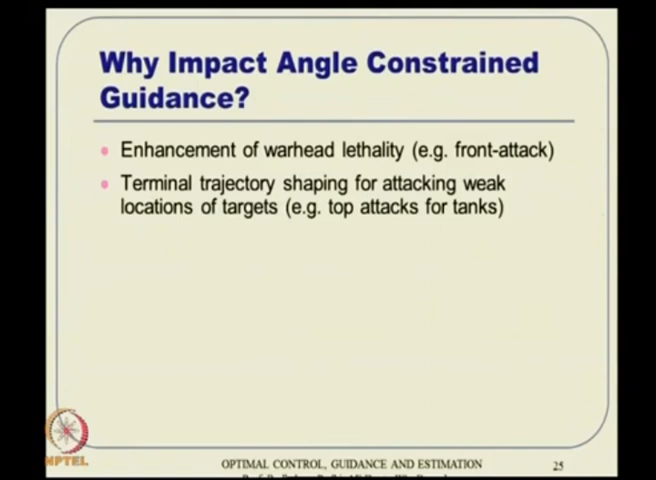 Why Impact Angle Constrained
Guidance?
Enhancement of warhead lethality (e.g. front-attack)
Terminal trajectory shaping for attacking weak
locations of targets (e.g. top attacks for tanks)
NPTEL
OPTIMAL CONTROL, GUIDANCE AND ESTIMATION
25